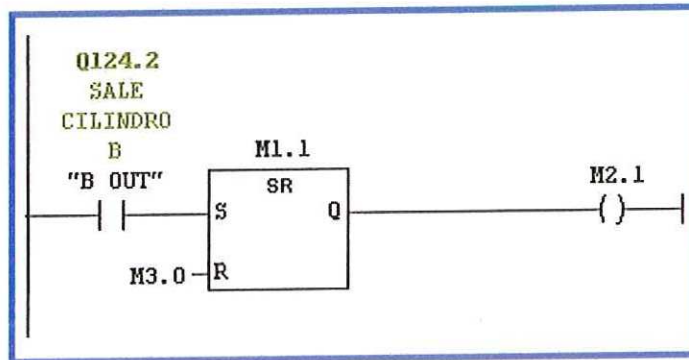 Q124.2
SALE
CILINDRO
B
"B OUT"
M1.1
SR
S
Q
M2.1
( )
M3.0
R